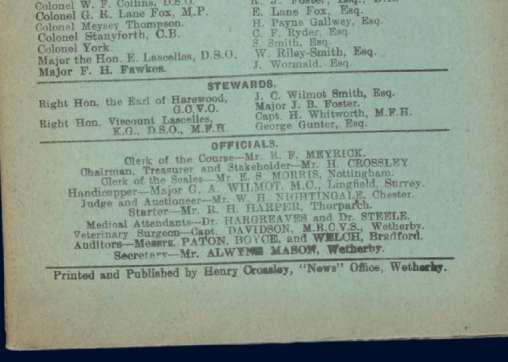 Colonel W. F. Collins, D.S.O.
Colonel G. R. Lane Fox, M.P.
Colonel Meysey Thompson.
Colonel Stanyforth, C.B.
Colonel York.
Major the Hon. E. Lascelles, D.S.O.
Major F. H. Fawkes.
E. Lane Fox, Esq.
H. Payne Gallwey, Esq.
C. F. Ryder, Esq
S. Smith, Esq.
W. Riley-Smith, Esq.
J. Wormald, Esq
STEWARDS.
Right Hon. the Earl of Harewood,
G.C.V.O.
Right Hon. Viscount Lascelles,
K.G., D.S.O., M.F.H
J. C. Wilmot Smith, Esq.
Major J. B. Foster.
Capt. H. Whitworth, M.F.H.
George Gunter, Esq.
OFFICIALS.
Clerk of the Course—Mr. R. F. MEYRICK.
Chairman, Treasurer and Stakeholder—Mr. H. CROSSLEY
Clerk of the Scales—Mr. E. S MORRIS, Nottingham.
Handicapper—Major G. A. WILMOT, M.C., Lingfield, Surrey.
Judge and Auctioneer—Mr. W. H. NIGHTINGALE, Chester.
Starter—Mr. R. H. HARPER, Thorparch.
Medical Attendants—Dr. HARGREAVES and Dr. STEELE.
Veterinary Surgeon—Capt. DAVIDSON, M.R.C.V.S., Wetherby.
Auditors—Messrs. PATON, BOYCE, and WELCH, Bradford.
Secretary—Mr. ALWYNE MASON, Wetherby.
Printed and Published by Henry Crossley, "News" Office, Wetherby.